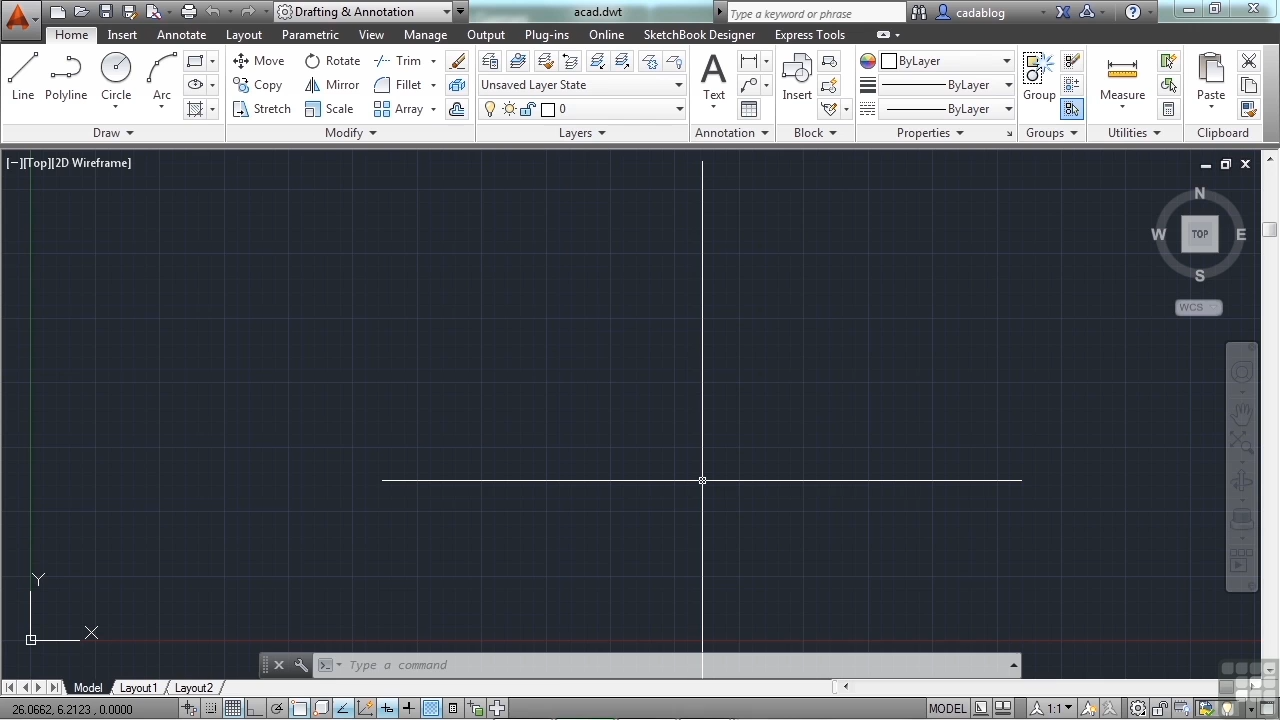 Drafting & Annotation acad.dwt Type a keyword or phrase cadablog
Home Insert Annotate Layout Parametric View Manage Output Plug-ins Online SketchBook Designer Express Tools
Line Polyline Circle Arc Move Rotate Trim Text Insert ByLayer Group Measure Paste
Copy Mirror Fillet Unsaved Layer State ByLayer
Stretch Scale Array 0 ByLayer
Draw Modify Layers Annotation Block Properties Groups Utilities Clipboard
[−][Top][2D Wireframe]
N
W TOP E
S
WCS
Y
X
Type a command
Model Layout1 Layout2
26.0662, 6.2123 , 0.0000 MODEL 1:1